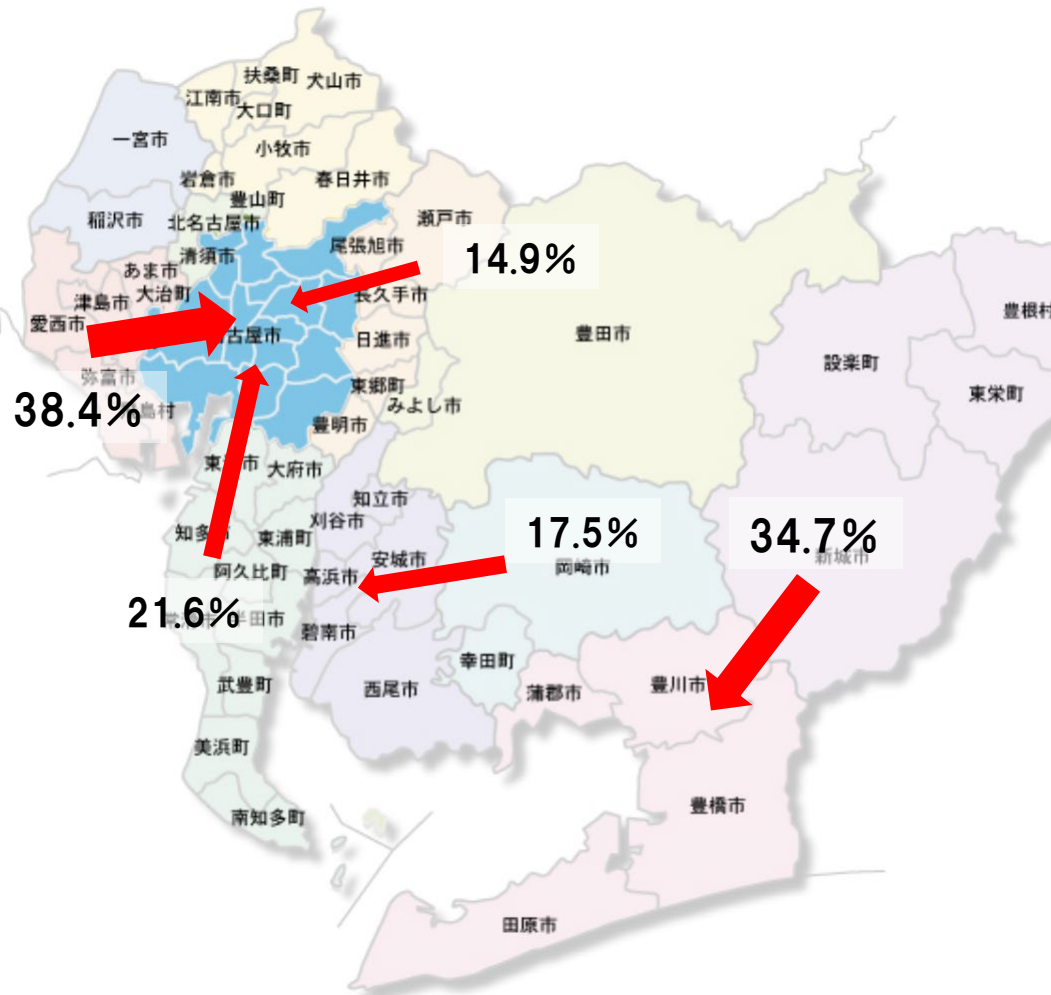 扶桑町
犬山市
江南市
大口町
一宮市
小牧市
岩倉市
春日井市
豊山町
稲沢市
北名古屋市
瀬戸市
尾張旭市
清須市
14.9%
あま市
大治町
長久手市
津島市
豊根村
愛西市
古屋市
日進市
豊田市
設楽町
弥富市
東郷町
東栄町
みよし市
38.4%
島村
豊明市
大府市
知立市
刈谷市
17.5%
34.7%
東浦町
安城市
新城市
阿久比町
高浜市
岡崎市
21.6%
半田市
碧南市
幸田町
武豊町
西尾市
蒲郡市
豊川市
美浜町
豊橋市
南知多町
田原市